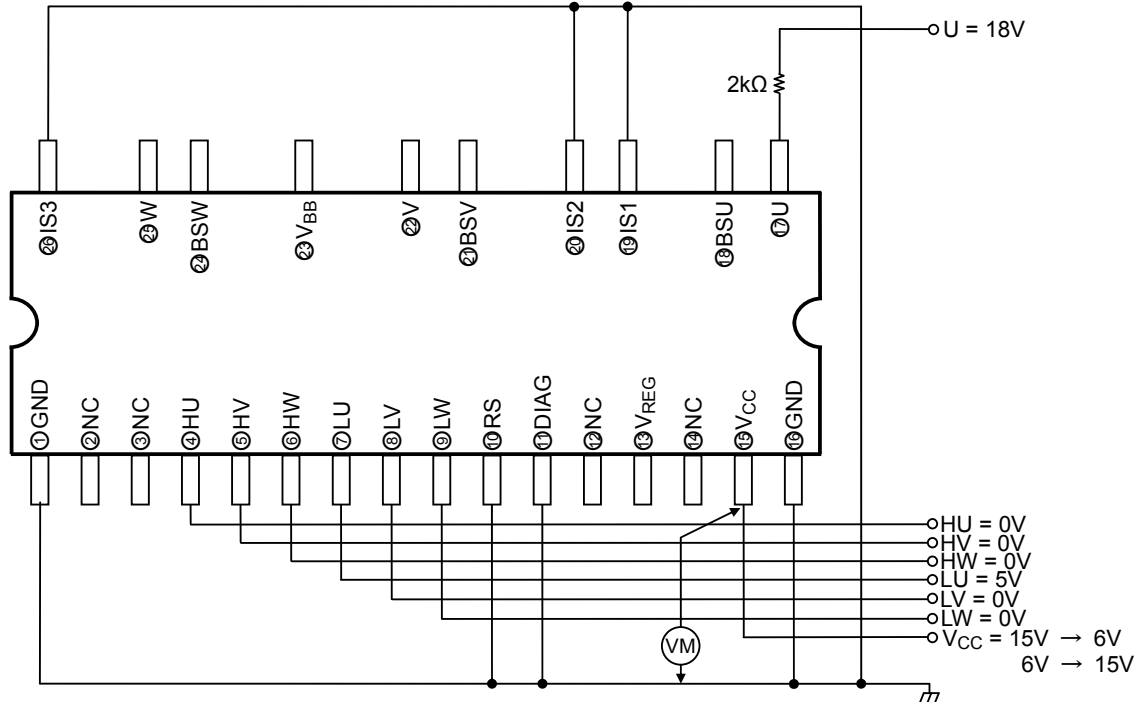 U = 18V
2kΩ
㉖IS3
㉕W
㉔BSW
㉓VBB
㉒V
㉑BSV
⑳IS2
⑲IS1
⑱BSU
⑰U
①GND
②NC
③NC
④HU
⑤HV
⑥HW
⑦LU
⑧LV
⑨LW
⑩RS
⑪DIAG
⑫NC
⑬VREG
⑭NC
⑮VCC
⑯GND
HU = 0V
HV = 0V
HW = 0V
LU = 5V
LV = 0V
LW = 0V
VM
VCC = 15V → 6V
6V → 15V